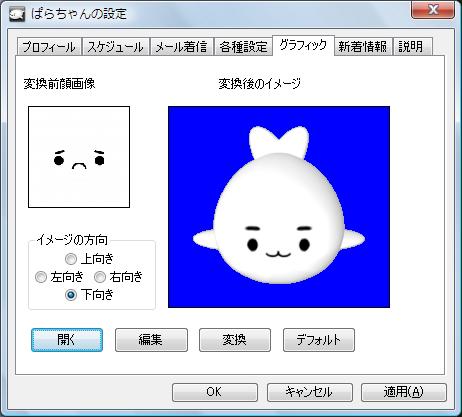 ぱらちゃんの設定
プロフィール スケジュール メール着信 各種設定 グラフィック 新着情報 説明
変換前顔画像 変換後のイメージ
イメージの方向
上向き
左向き 右向き
下向き
開く 編集 変換 デフォルト
OK キャンセル 適用(A)